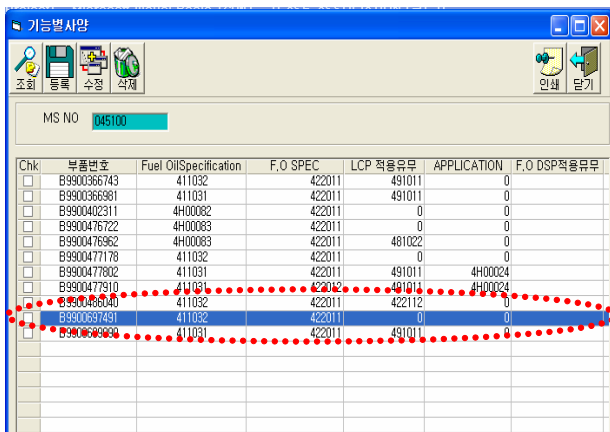 기능별사양
조회 등록 수정 삭제 인쇄 닫기
MS NO 045100
Chk 부품번호 Fuel OilSpecification F.O SPEC LCP 적용유무 APPLICATION F.O DSP적용뮤무
B9900366743 411032 422011 491011 0
B9900366981 411031 422011 491011 0
B9900402311 4H00082 422011 0 0
B9900476722 4H00083 422011 0 0
B9900476962 4H00083 422011 481022 0
B9900477178 411032 422011 0 0
B9900477802 411031 422011 491011 4H00024
B9900477910 411031 422012 491011 4H00024
B9900486040 411032 422011 422112 0
B9900697491 411032 422011 0 0
411031 422011 491011 0